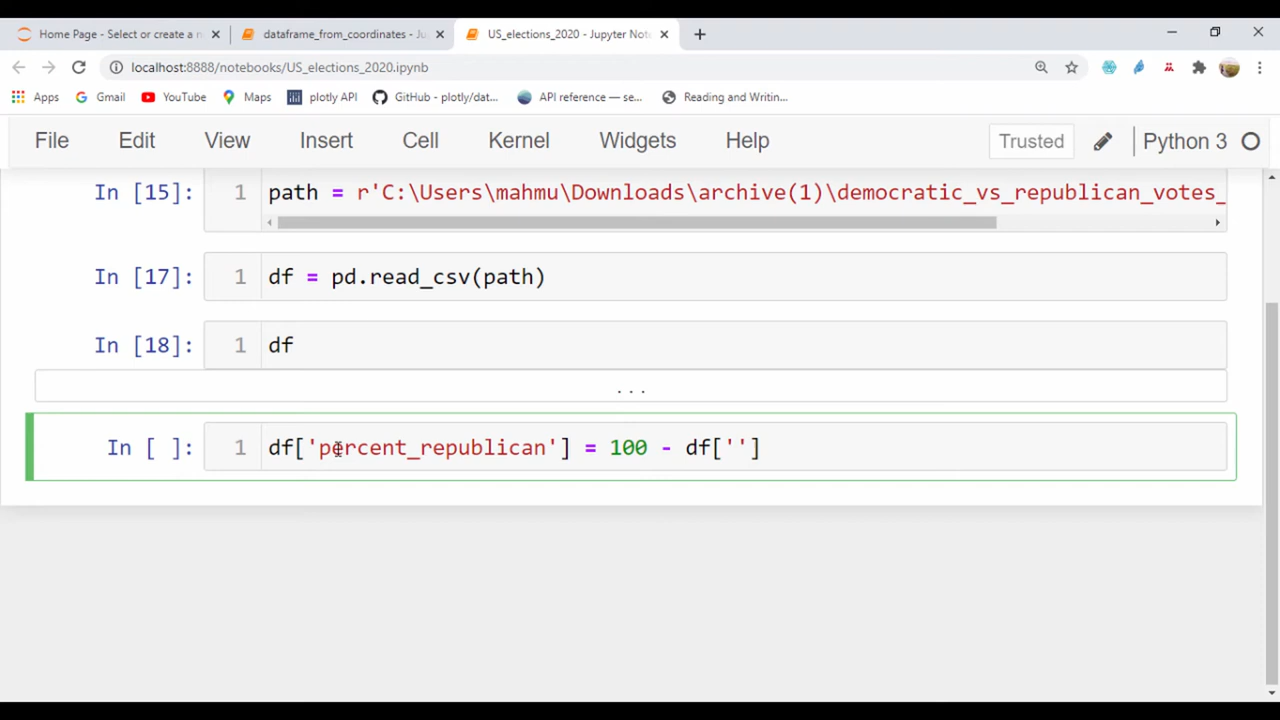 Home Page - Select or create a n
dataframe_from_coordinates - Ju
US_elections_2020 - Jupyter Not
localhost:8888/notebooks/US_elections_2020.ipynb
Apps Gmail YouTube Maps plotly API GitHub - plotly/dat... API reference — se... Reading and Writin...
File Edit View Insert Cell Kernel Widgets Help Trusted Python 3
In [15]: 1 path = r'C:\Users\mahmu\Downloads\archive(1)\democratic_vs_republican_votes_
In [17]: 1 df = pd.read_csv(path)
In [18]: 1 df
...
In [ ]: 1 df['percent_republican'] = 100 - df['']